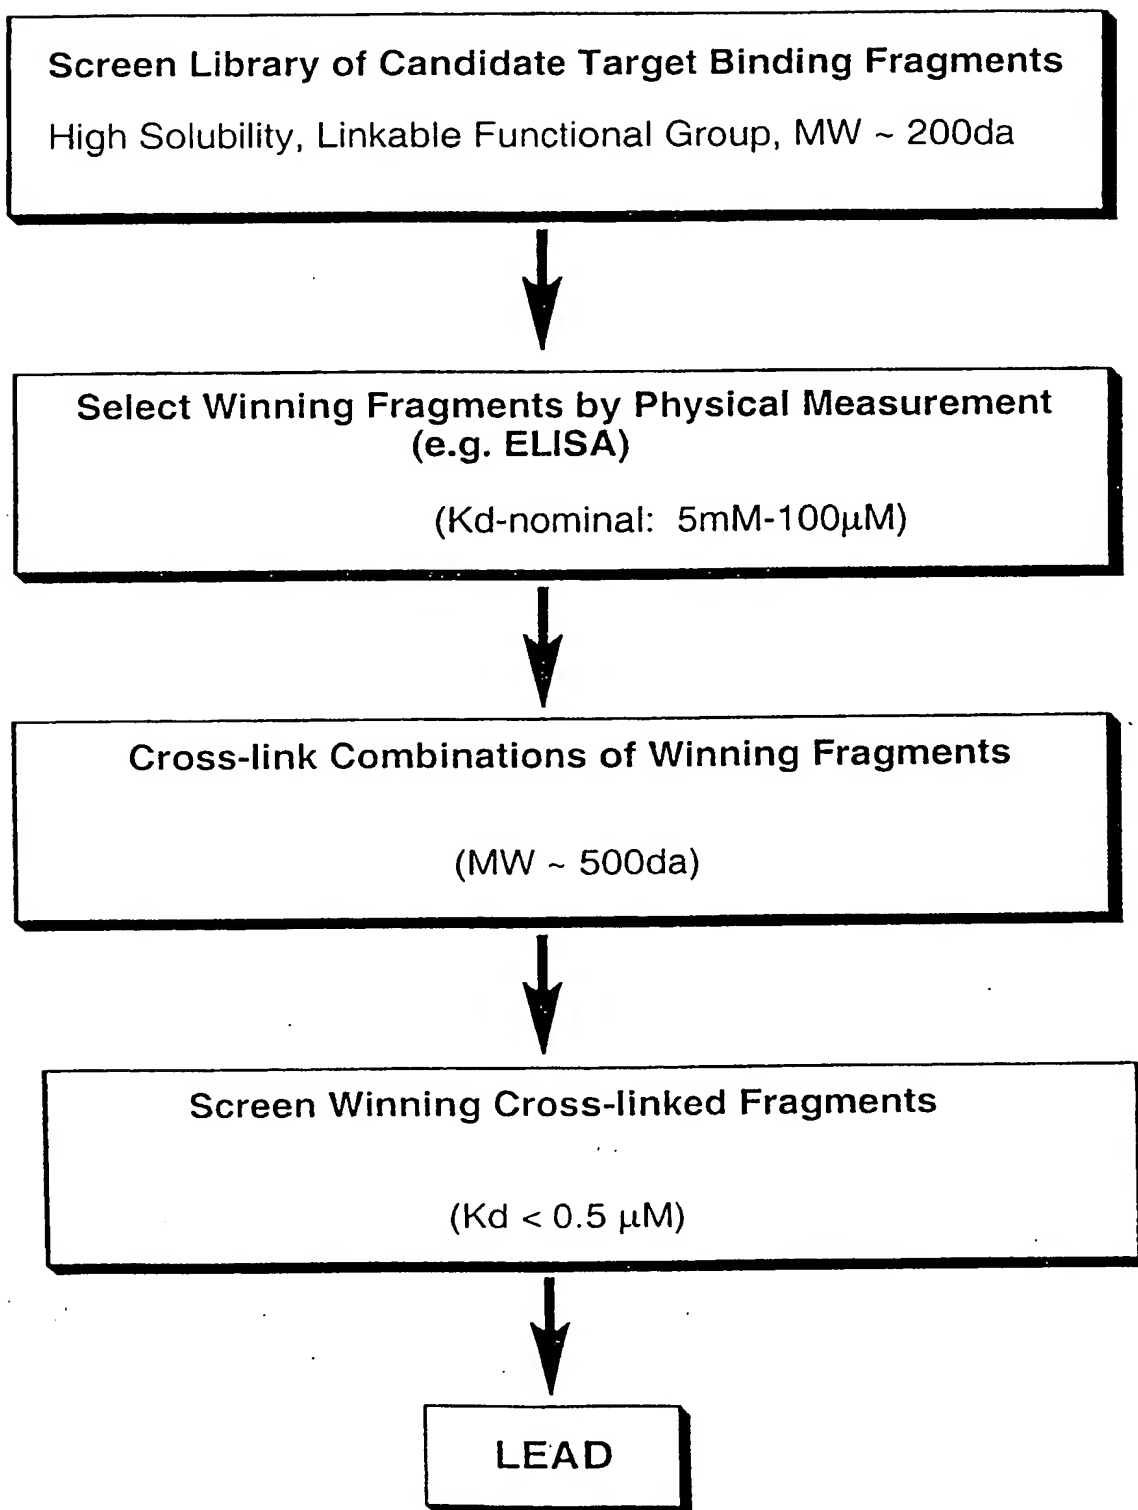 Screen Library of Candidate Target Binding Fragments
High Solubility, Linkable Functional Group, MW ~ 200da
Select Winning Fragments by Physical Measurement
(e.g. ELISA)
(Kd-nominal: 5mM-100μM)
Cross-link Combinations of Winning Fragments
(MW ~ 500da)
Screen Winning Cross-linked Fragments
(Kd < 0.5 μM)
LEAD